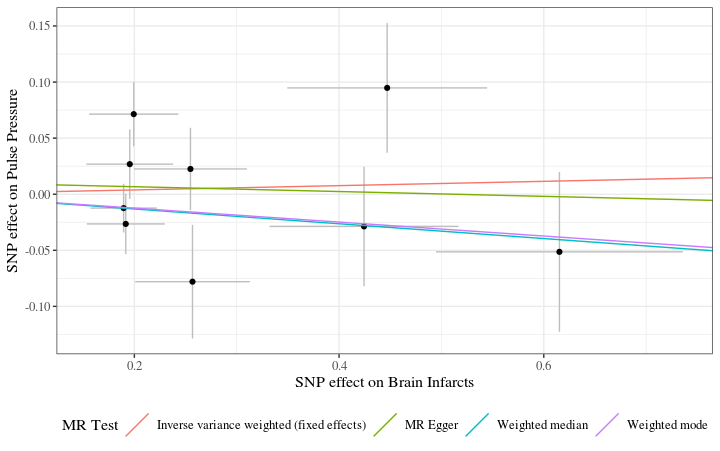 0.15
0.10
0.05
0.00
-0.05
-0.10
SNP effect on Pulse Pressure
0.2 0.4 0.6
SNP effect on Brain Infarcts
MR Test Inverse variance weighted (fixed effects) MR Egger Weighted median Weighted mode